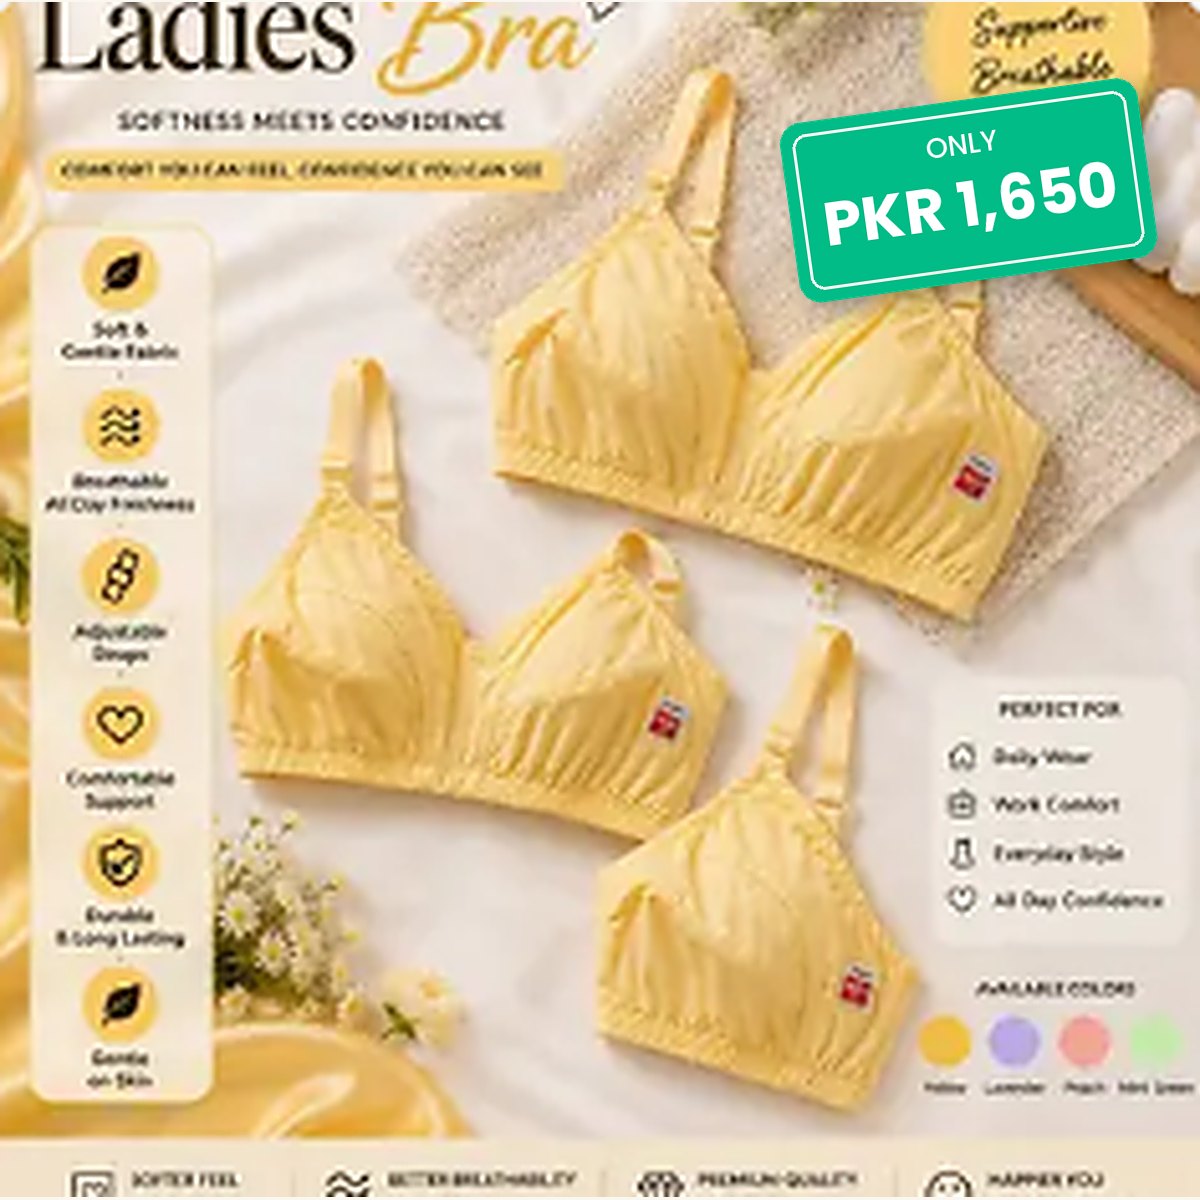 Ladies Bra
SOFTNESS MEETS CONFIDENCE
COMFORT YOU CAN FEEL, CONFIDENCE YOU CAN SEE
Supportive
Breathable
ONLY
PKR 1,650
Soft &
Gentle Fabric
Breathable
All Day Freshness
Adjustable
Straps
Comfortable
Support
Durable
& Long Lasting
Gentle
on Skin
PERFECT FOR
Daily Wear
Work Comfort
Everyday Style
All Day Confidence
AVAILABLE COLORS
Yellow Lavender Peach Mint Green
SOFTER FEEL BETTER BREATHABILITY PREMIUM QUALITY HAPPIER YOU